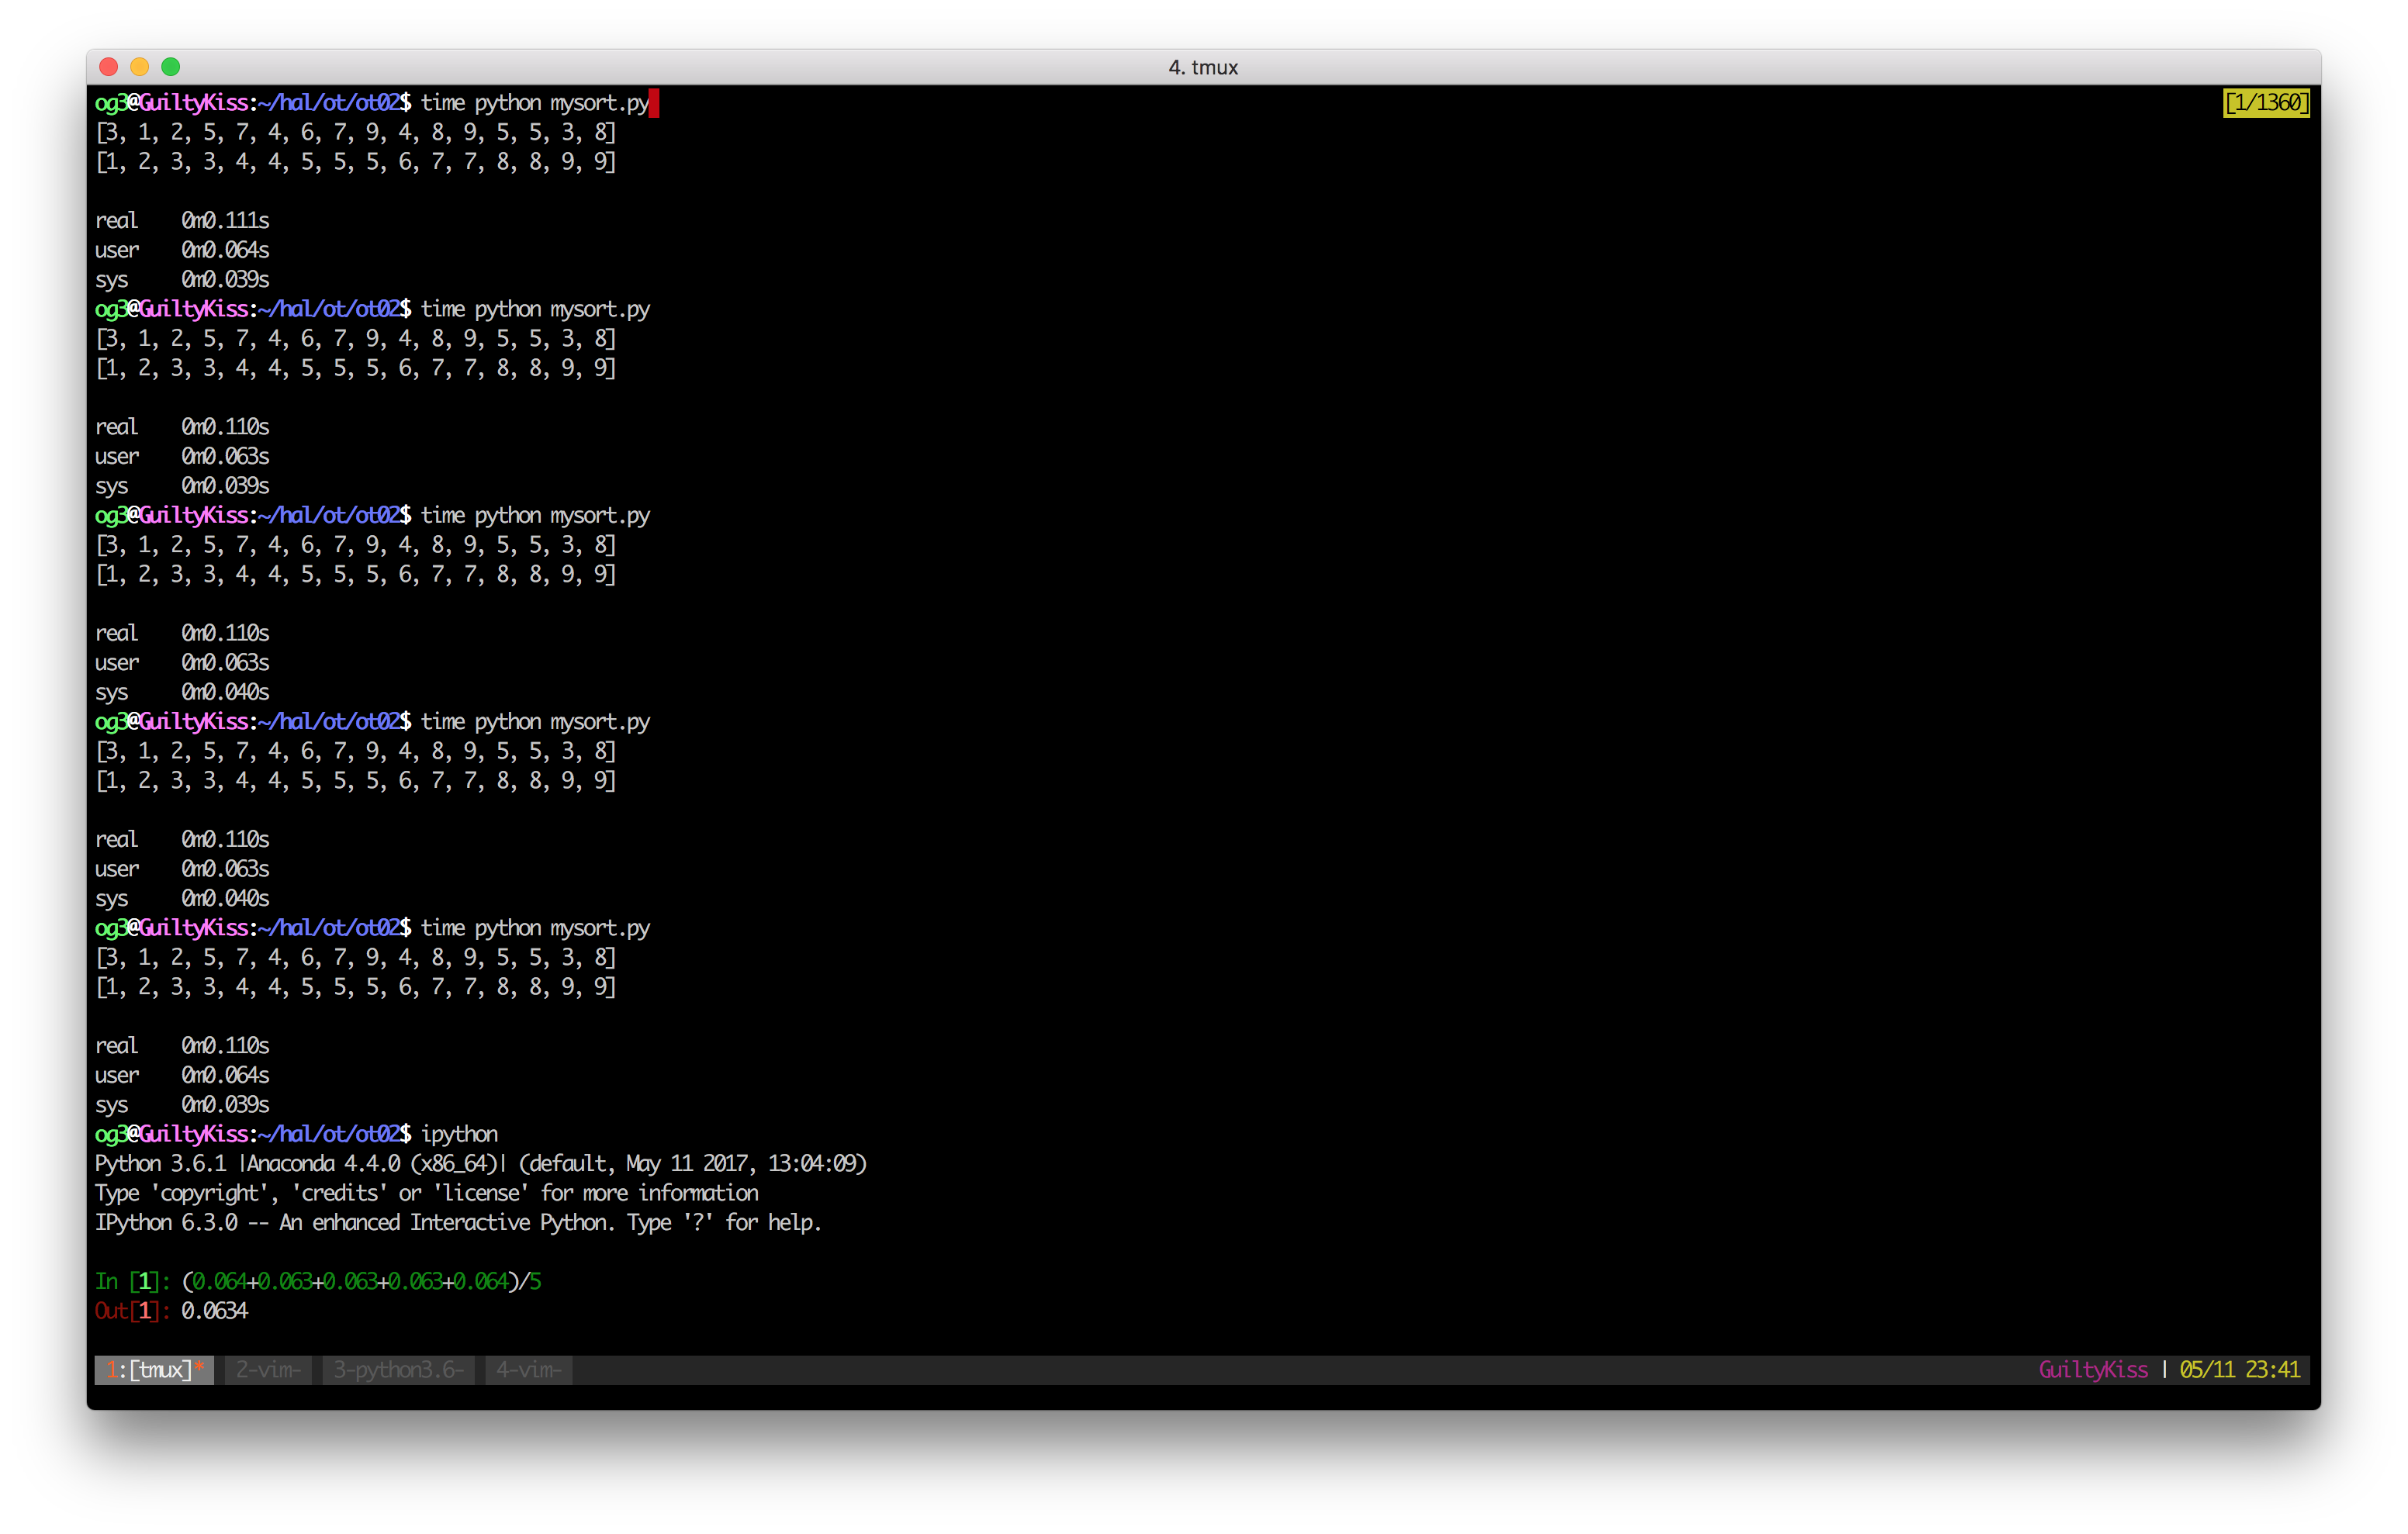 4. tmux
og3@GuiltyKiss:~/hal/ot/ot02$ time python mysort.py [1/1360]
[3, 1, 2, 5, 7, 4, 6, 7, 9, 4, 8, 9, 5, 5, 3, 8]
[1, 2, 3, 3, 4, 4, 5, 5, 5, 6, 7, 7, 8, 8, 9, 9]
real 0m0.111s
user 0m0.064s
sys 0m0.039s
og3@GuiltyKiss:~/hal/ot/ot02$ time python mysort.py
[3, 1, 2, 5, 7, 4, 6, 7, 9, 4, 8, 9, 5, 5, 3, 8]
[1, 2, 3, 3, 4, 4, 5, 5, 5, 6, 7, 7, 8, 8, 9, 9]
real 0m0.110s
user 0m0.063s
sys 0m0.039s
og3@GuiltyKiss:~/hal/ot/ot02$ time python mysort.py
[3, 1, 2, 5, 7, 4, 6, 7, 9, 4, 8, 9, 5, 5, 3, 8]
[1, 2, 3, 3, 4, 4, 5, 5, 5, 6, 7, 7, 8, 8, 9, 9]
real 0m0.110s
user 0m0.063s
sys 0m0.040s
og3@GuiltyKiss:~/hal/ot/ot02$ time python mysort.py
[3, 1, 2, 5, 7, 4, 6, 7, 9, 4, 8, 9, 5, 5, 3, 8]
[1, 2, 3, 3, 4, 4, 5, 5, 5, 6, 7, 7, 8, 8, 9, 9]
real 0m0.110s
user 0m0.063s
sys 0m0.040s
og3@GuiltyKiss:~/hal/ot/ot02$ time python mysort.py
[3, 1, 2, 5, 7, 4, 6, 7, 9, 4, 8, 9, 5, 5, 3, 8]
[1, 2, 3, 3, 4, 4, 5, 5, 5, 6, 7, 7, 8, 8, 9, 9]
real 0m0.110s
user 0m0.064s
sys 0m0.039s
og3@GuiltyKiss:~/hal/ot/ot02$ ipython
Python 3.6.1 |Anaconda 4.4.0 (x86_64)| (default, May 11 2017, 13:04:09)
Type 'copyright', 'credits' or 'license' for more information
IPython 6.3.0 -- An enhanced Interactive Python. Type '?' for help.
In [1]: (0.064+0.063+0.063+0.063+0.064)/5
Out[1]: 0.0634
1:[tmux]* 2-vim- 3-python3.6- 4-vim- GuiltyKiss | 05/11 23:41